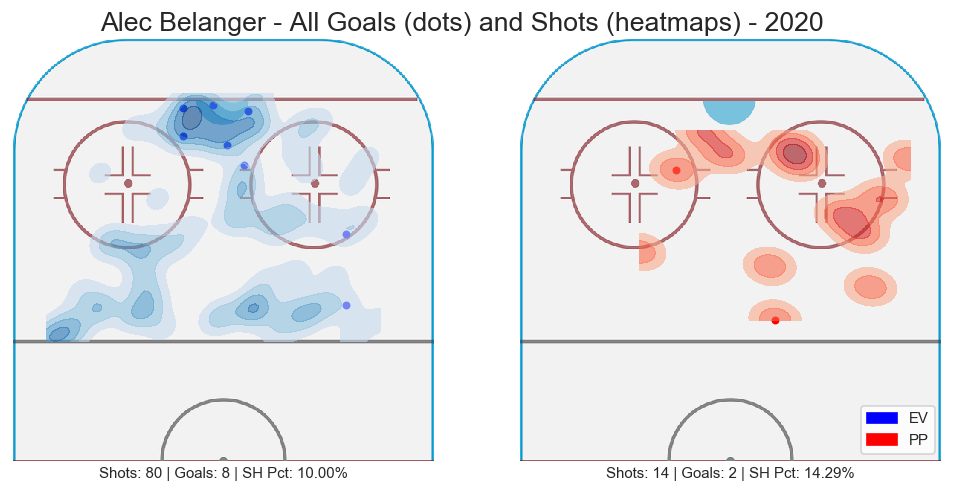 Alec Belanger - All Goals (dots) and Shots (heatmaps) - 2020
EV
PP
Shots: 80 | Goals: 8 | SH Pct: 10.00%
Shots: 14 | Goals: 2 | SH Pct: 14.29%